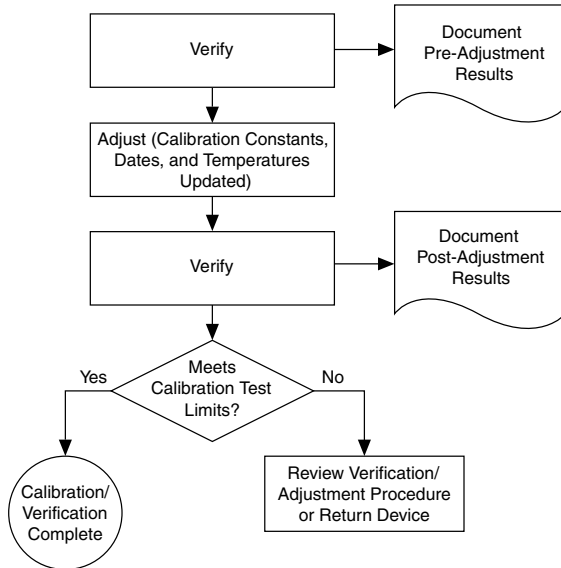 Verify
Document
Pre-Adjustment
Results
Adjust (Calibration Constants,
Dates, and Temperatures
Updated)
Verify
Document
Post-Adjustment
Results
Meets
Calibration Test
Limits?
Yes
No
Calibration/
Verification
Complete
Review Verification/
Adjustment Procedure
or Return Device